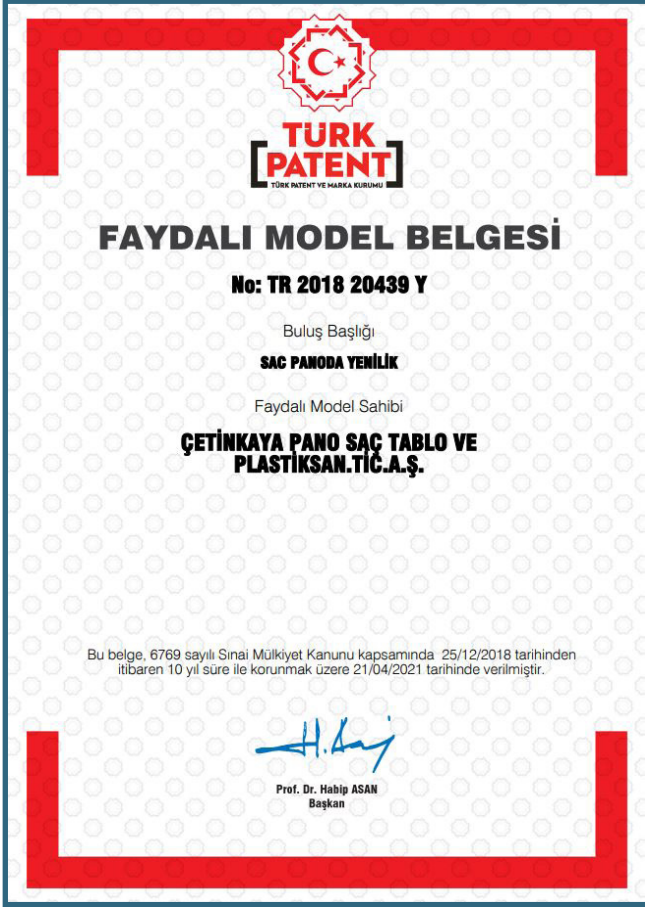 TÜRK
PATENT
TÜRK PATENT VE MARKA KURUMU
FAYDALI MODEL BELGESİ
No: TR 2018 20439 Y
Buluş Başlığı
SAC PANODA YENİLİK
Faydalı Model Sahibi
ÇETİNKAYA PANO SAÇ TABLO VE
PLASTİKSAN.TİC.A.Ş.
Bu belge, 6769 sayılı Sınai Mülkiyet Kanunu kapsamında 25/12/2018 tarihinden
itibaren 10 yıl süre ile korunmak üzere 21/04/2021 tarihinde verilmiştir.
H. Asan
Prof. Dr. Habip ASAN
Başkan